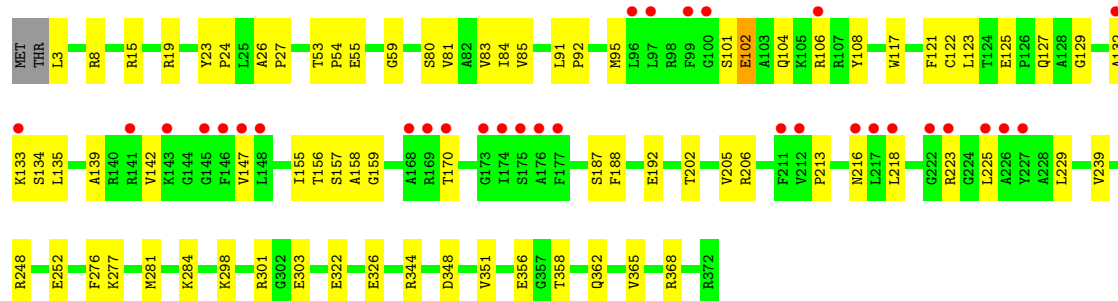 MET THR L3 R8 R15 R19 Y23 P24 L25 A26 P27 T53 P54 E55 G59 S80 V81 A82 V83 I84 V85 L91 P92 M95 L96 L97 R98 F99 G100 S101 E102 A103 Q104 K105 R106 R107 Y108 W117 F121 C122 L123 T124 E125 P126 Q127 A128 G129 A132
K133 S134 L135 A139 R140 R141 V142 K143 G144 G145 F146 V147 L148 I155 T156 S157 A158 G159 A168 R169 T170 G173 I174 S175 A176 F177 S187 F188 E192 T202 V205 R206 F211 V212 P213 N216 L217 L218 G222 R223 G224 L225 A226 Y227 A228 L229 V239
R248 E252 F276 K277 M281 K284 K298 R301 G302 E303 E322 E326 R344 D348 V351 E356 G357 T358 Q362 V365 R368 R372